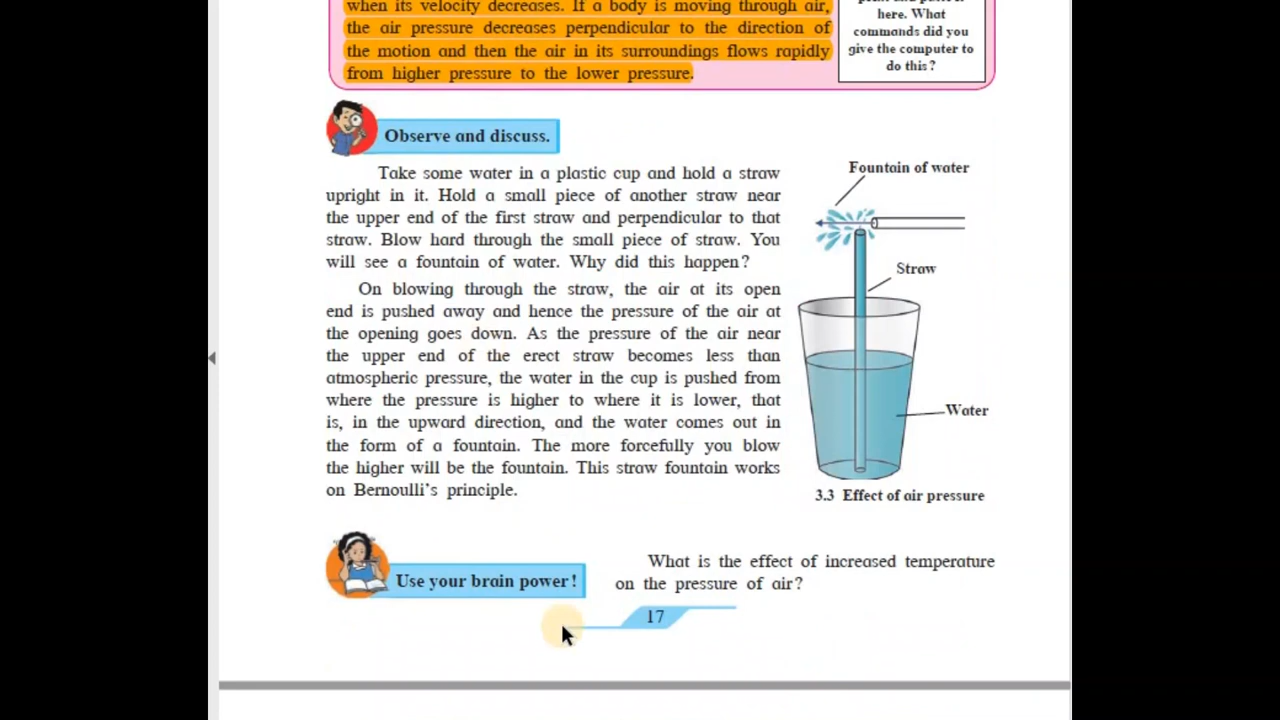 when its velocity decreases. If a body is moving through air,
the air pressure decreases perpendicular to the direction of
the motion and then the air in its surroundings flows rapidly
from higher pressure to the lower pressure.
here. What
commands did you
give the computer to
do this?
Observe and discuss.
Take some water in a plastic cup and hold a straw
upright in it. Hold a small piece of another straw near
the upper end of the first straw and perpendicular to that
straw. Blow hard through the small piece of straw. You
will see a fountain of water. Why did this happen?
On blowing through the straw, the air at its open
end is pushed away and hence the pressure of the air at
the opening goes down. As the pressure of the air near
the upper end of the erect straw becomes less than
atmospheric pressure, the water in the cup is pushed from
where the pressure is higher to where it is lower, that
is, in the upward direction, and the water comes out in
the form of a fountain. The more forcefully you blow
the higher will be the fountain. This straw fountain works
on Bernoulli's principle.
Fountain of water
Straw
Water
3.3 Effect of air pressure
Use your brain power!
What is the effect of increased temperature
on the pressure of air?
17